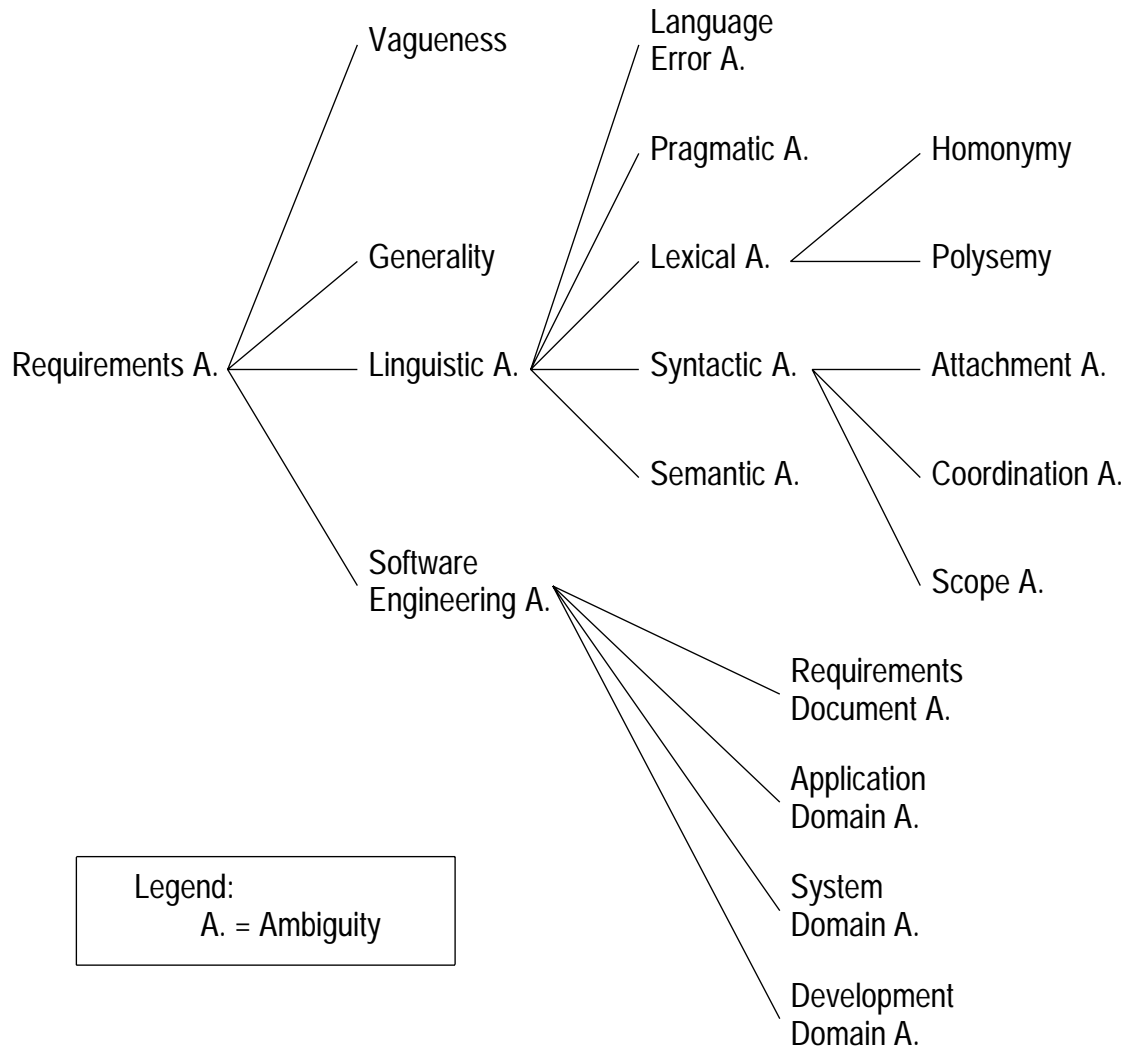 Vagueness
Language
Error A.
Pragmatic A.
Homonymy
Generality
Lexical A.
Polysemy
Requirements A.
Linguistic A.
Syntactic A.
Attachment A.
Semantic A.
Coordination A.
Software
Engineering A.
Scope A.
Requirements
Document A.
Application
Domain A.
System
Domain A.
Development
Domain A.
Legend:
A. = Ambiguity